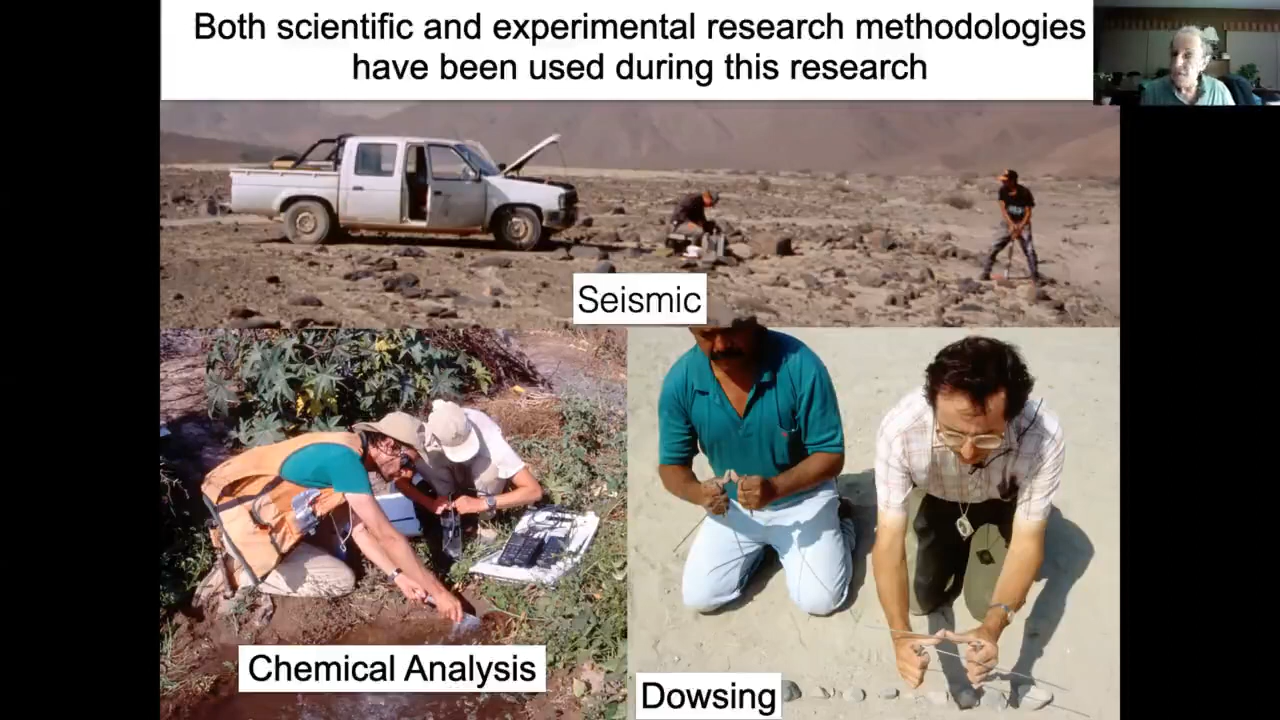 Both scientific and experimental research methodologies
have been used during this research
Seismic
Chemical Analysis
Dowsing